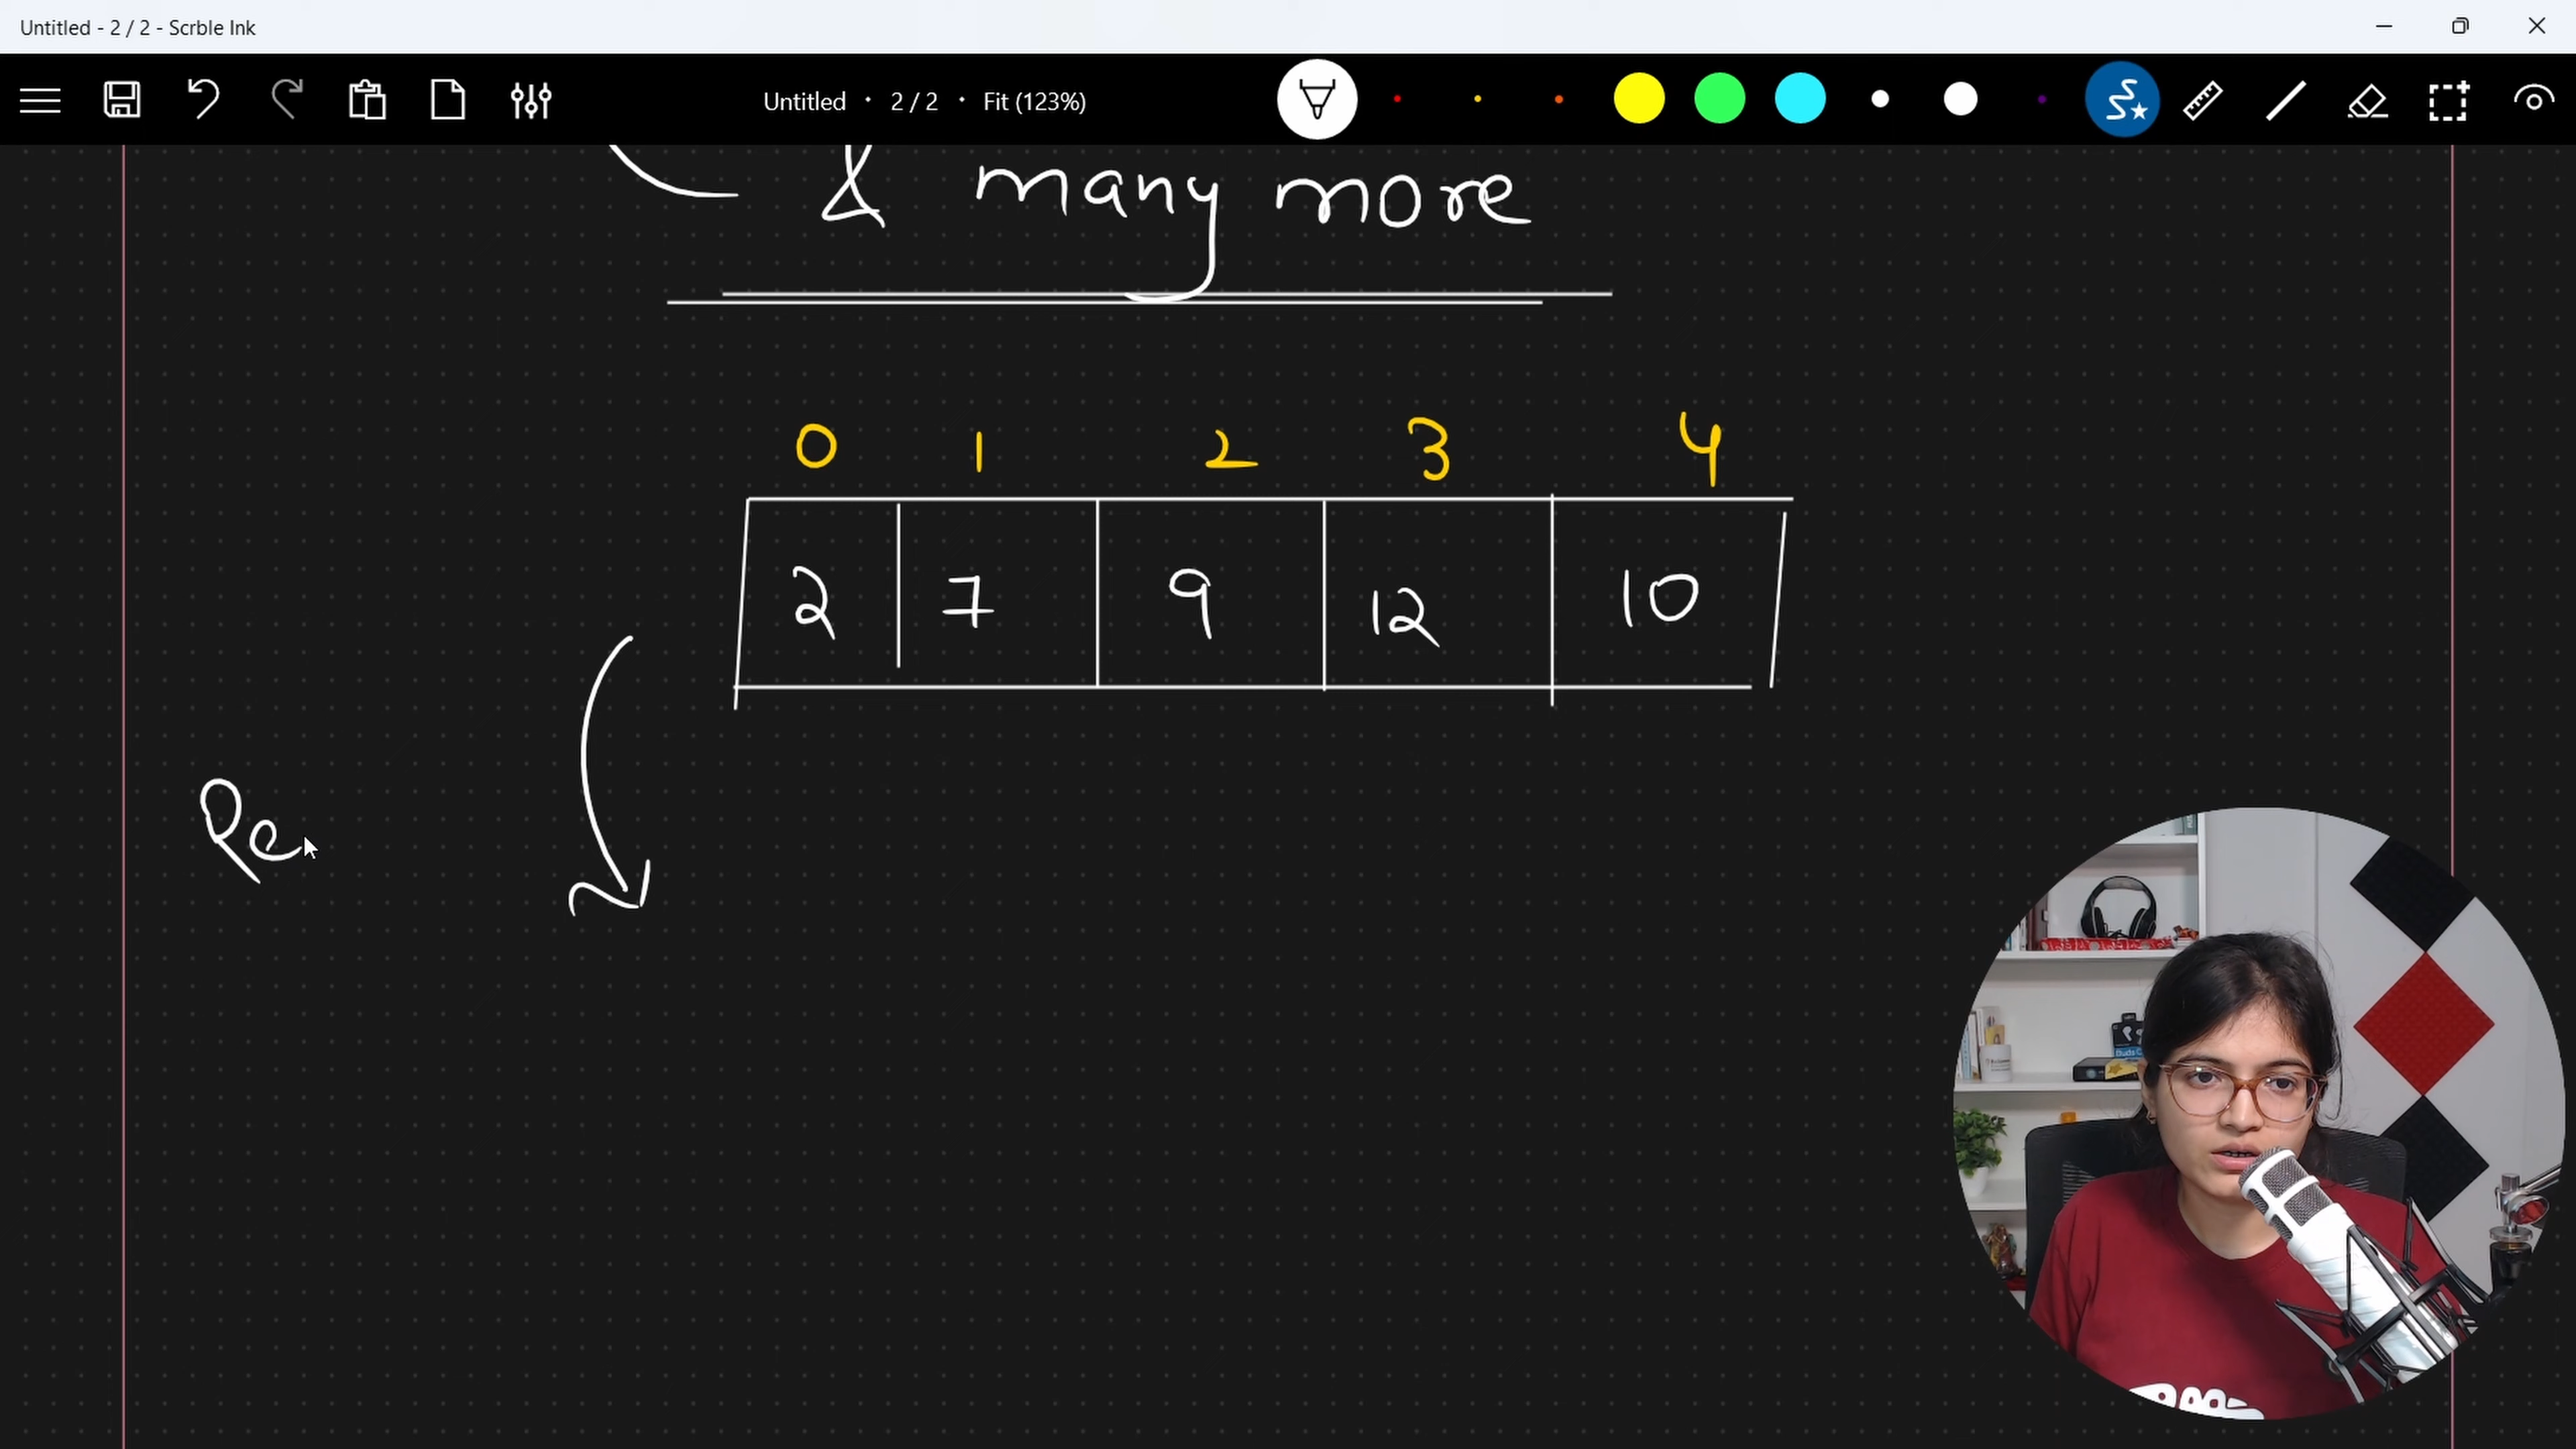 Untitled - 2 / 2 - Scrble Ink
Untitled • 2 / 2 • Fit (123%)
& many more
0 1 2 3 4
2 7 9 12 10
Re